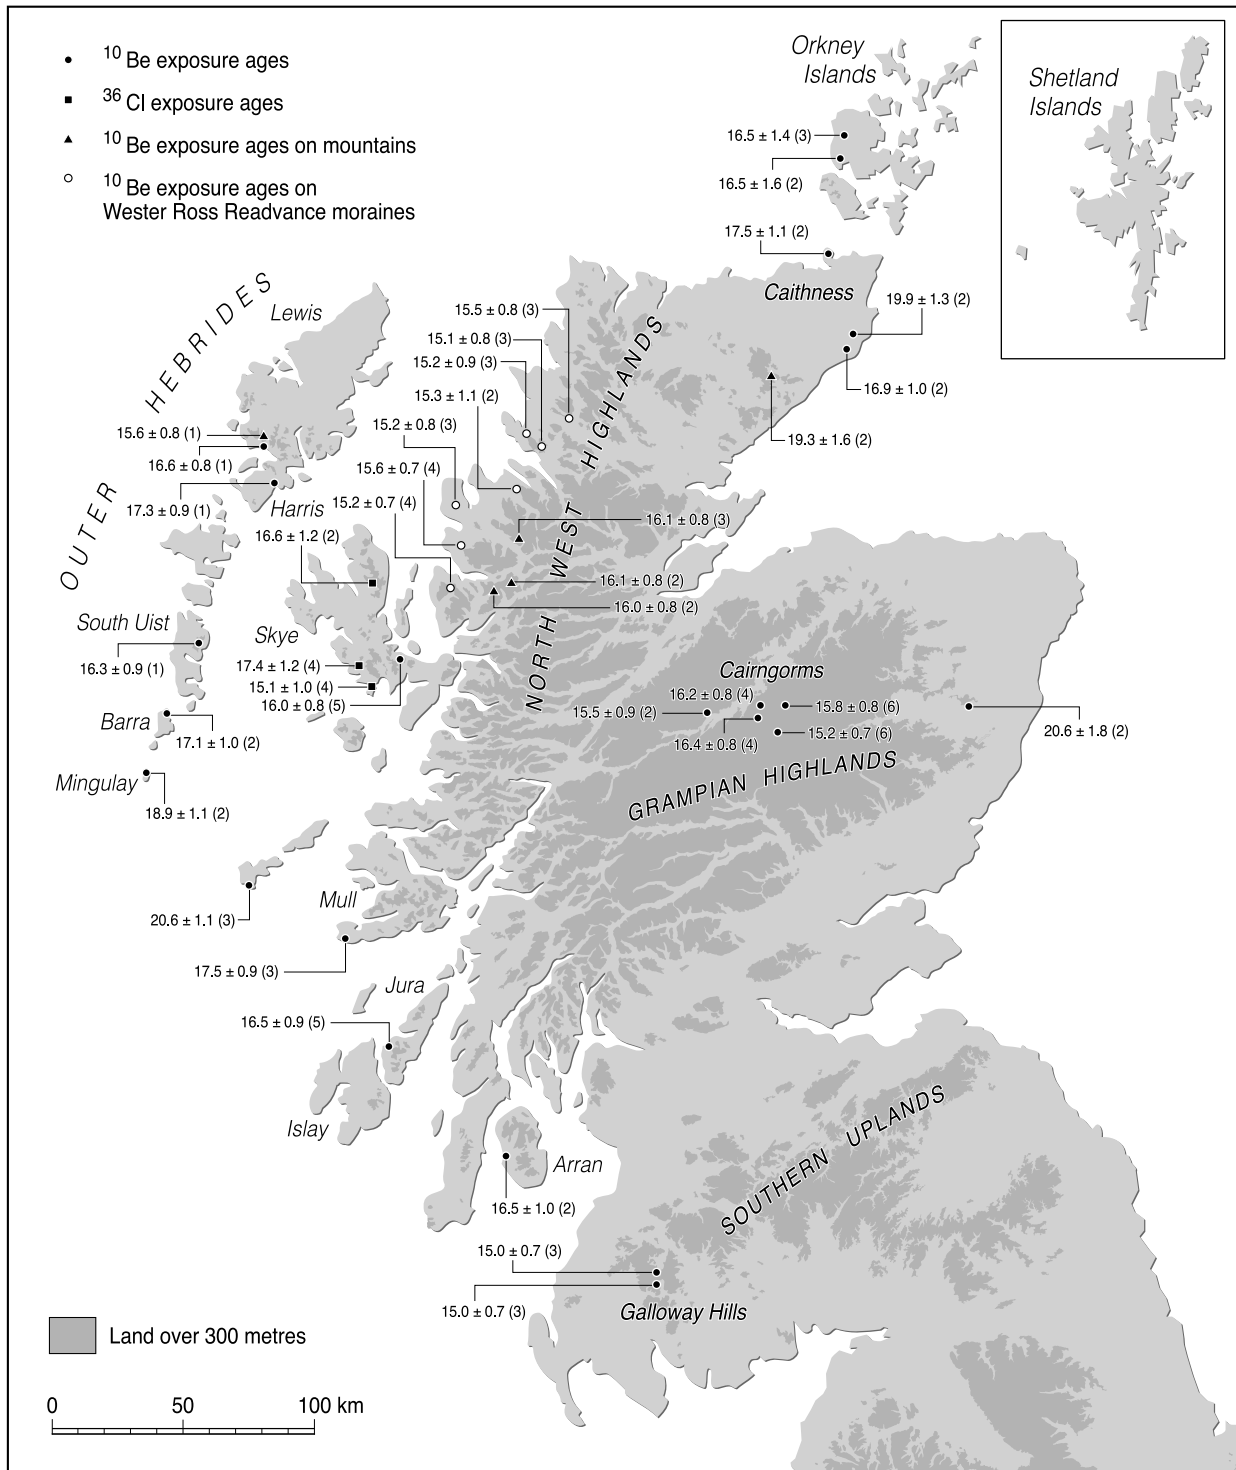 10 Be exposure ages
36 Cl exposure ages
10 Be exposure ages on mountains
10 Be exposure ages on
Wester Ross Readvance moraines
Orkney
Islands
Shetland
Islands
16.5 ± 1.4 (3)
16.5 ± 1.6 (2)
17.5 ± 1.1 (2)
Caithness
19.9 ± 1.3 (2)
16.9 ± 1.0 (2)
19.3 ± 1.6 (2)
OUTER HEBRIDES
Lewis
15.5 ± 0.8 (3)
15.1 ± 0.8 (3)
15.2 ± 0.9 (3)
15.3 ± 1.1 (2)
15.2 ± 0.8 (3)
15.6 ± 0.7 (4)
15.2 ± 0.7 (4)
NORTH WEST HIGHLANDS
15.6 ± 0.8 (1)
16.6 ± 0.8 (1)
17.3 ± 0.9 (1)
Harris
16.6 ± 1.2 (2)
16.1 ± 0.8 (3)
16.1 ± 0.8 (2)
16.0 ± 0.8 (2)
South Uist
16.3 ± 0.9 (1)
Skye
17.4 ± 1.2 (4)
15.1 ± 1.0 (4)
16.0 ± 0.8 (5)
Barra
17.1 ± 1.0 (2)
Mingulay
18.9 ± 1.1 (2)
Cairngorms
16.2 ± 0.8 (4)
15.5 ± 0.9 (2)
15.8 ± 0.8 (6)
16.4 ± 0.8 (4)
15.2 ± 0.7 (6)
20.6 ± 1.8 (2)
GRAMPIAN HIGHLANDS
20.6 ± 1.1 (3)
Mull
17.5 ± 0.9 (3)
Jura
16.5 ± 0.9 (5)
Islay
Arran
16.5 ± 1.0 (2)
SOUTHERN UPLANDS
15.0 ± 0.7 (3)
15.0 ± 0.7 (3)
Galloway Hills
Land over 300 metres
0 50 100 km